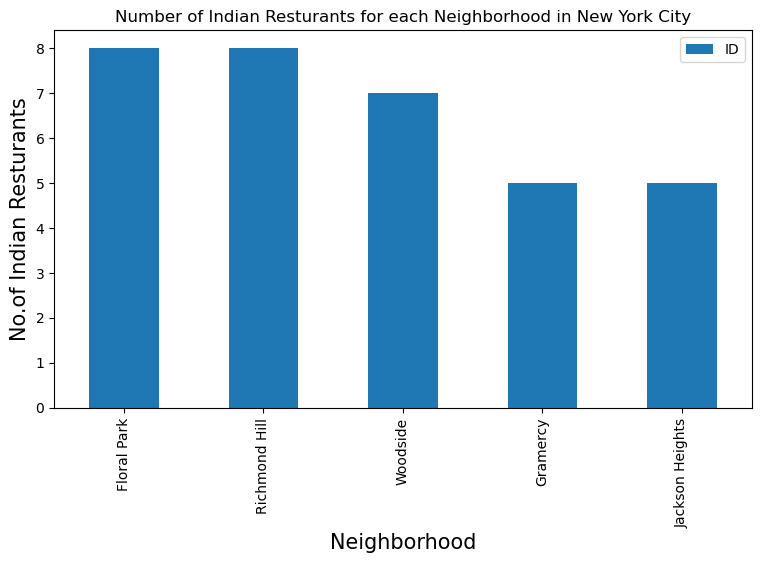 Number of Indian Resturants for each Neighborhood in New York City
ID
8
7
6
5
4
3
2
1
0
No.of Indian Resturants
Floral Park
Richmond Hill
Woodside
Gramercy
Jackson Heights
Neighborhood